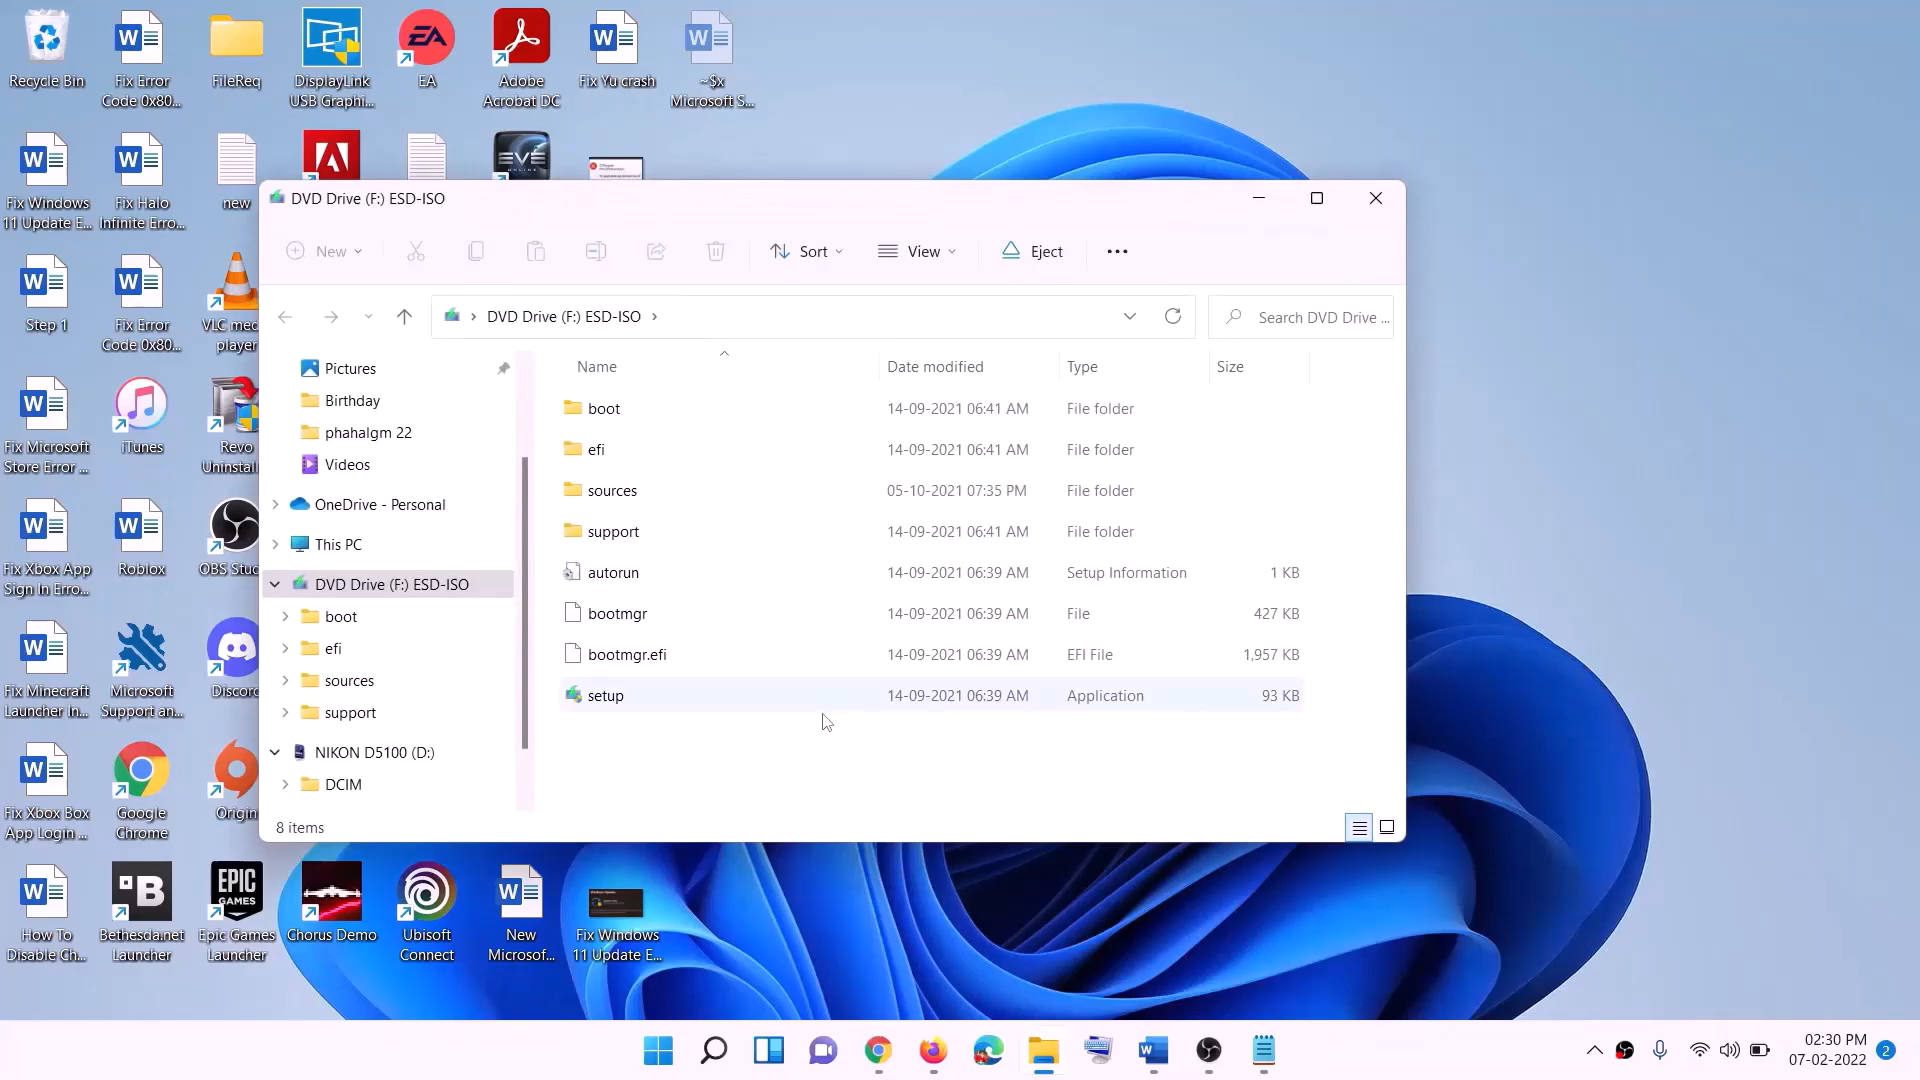 Recycle Bin
Fix Error
Code 0x80...
FileReq
DisplayLink
USB Graphi...
EA
Adobe
Acrobat DC
Fix Yu crash
~$x
Microsoft S...
Fix Windows
11 Update E...
Fix Halo
Infinite Erro...
new
EVE
ONLINE
Step 1
Fix Error
Code 0x80...
VLC med
player
Fix Microsoft
Store Error ...
iTunes
Revo
Uninstall
Fix Xbox App
Sign In Erro...
Roblox
OBS Stud
Fix Minecraft
Launcher In...
Microsoft
Support an...
Discord
Fix Xbox Box
App Login ...
Google
Chrome
Origin
How To
Disable Ch...
Bethesda.net
Launcher
EPIC
GAMES
Epic Games
Launcher
Chorus Demo
Ubisoft
Connect
New
Microsof...
Fix Windows
11 Update E...
DVD Drive (F:) ESD-ISO
New
Sort
View
Eject
DVD Drive (F:) ESD-ISO
Search DVD Drive ...
Pictures
Birthday
phahalgm 22
Videos
OneDrive - Personal
This PC
DVD Drive (F:) ESD-ISO
boot
efi
sources
support
NIKON D5100 (D:)
DCIM
Name Date modified Type Size
boot 14-09-2021 06:41 AM File folder
efi 14-09-2021 06:41 AM File folder
sources 05-10-2021 07:35 PM File folder
support 14-09-2021 06:41 AM File folder
autorun 14-09-2021 06:39 AM Setup Information 1 KB
bootmgr 14-09-2021 06:39 AM File 427 KB
bootmgr.efi 14-09-2021 06:39 AM EFI File 1,957 KB
setup 14-09-2021 06:39 AM Application 93 KB
8 items
02:30 PM
07-02-2022
2